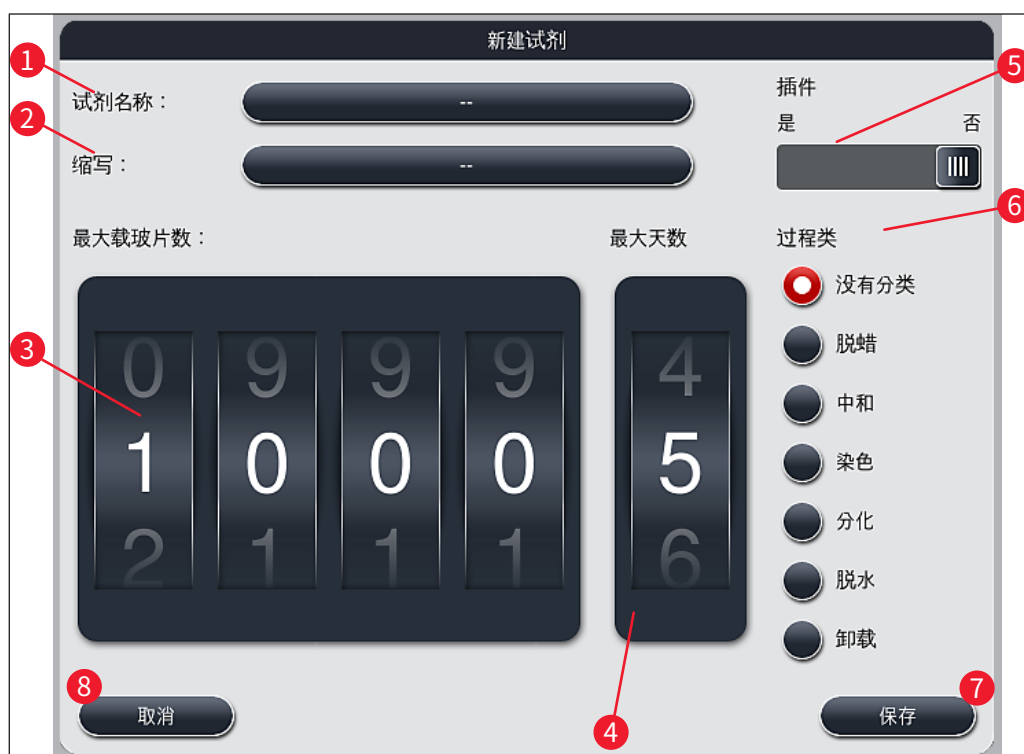 新建试剂
1
试剂名称：
--
插件
5
2
缩写：
--
是 否
6
最大载玻片数：
最大天数
过程类
没有分类
脱蜡
中和
染色
分化
脱水
卸载
3
0 9 9 9 4
1 0 0 0 5
2 1 1 1 6
8
取消
4
7
保存